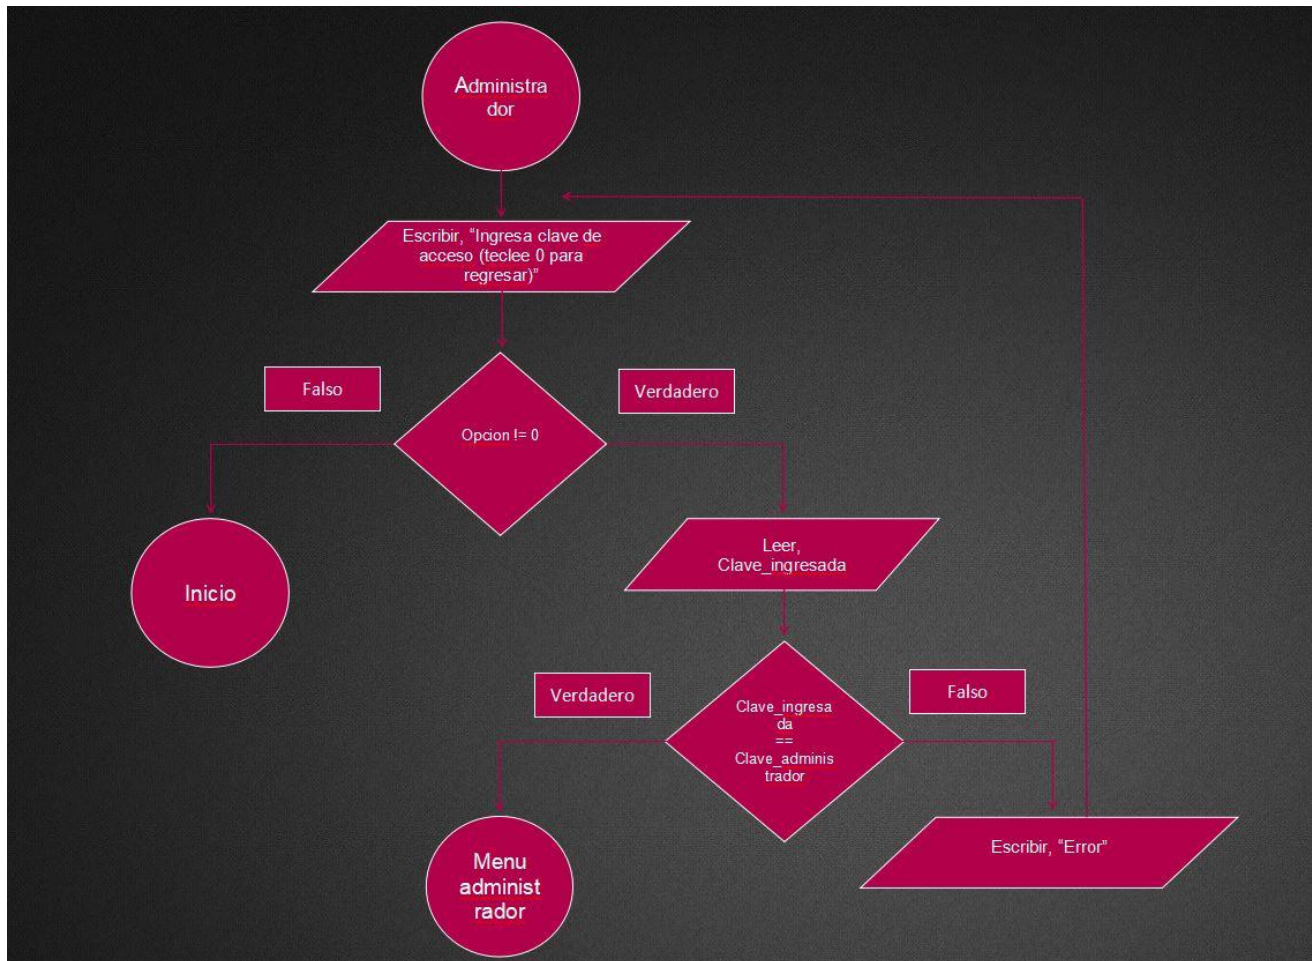 Administra
dor
Escribir, “Ingresa clave de
acceso (teclee 0 para
regresar)”
Falso
Verdadero
Opcion != 0
Inicio
Leer,
Clave_ingresada
Verdadero
Falso
Clave_ingresa
da
==
Clave_adminis
trador
Menu
administ
rador
Escribir, “Error”